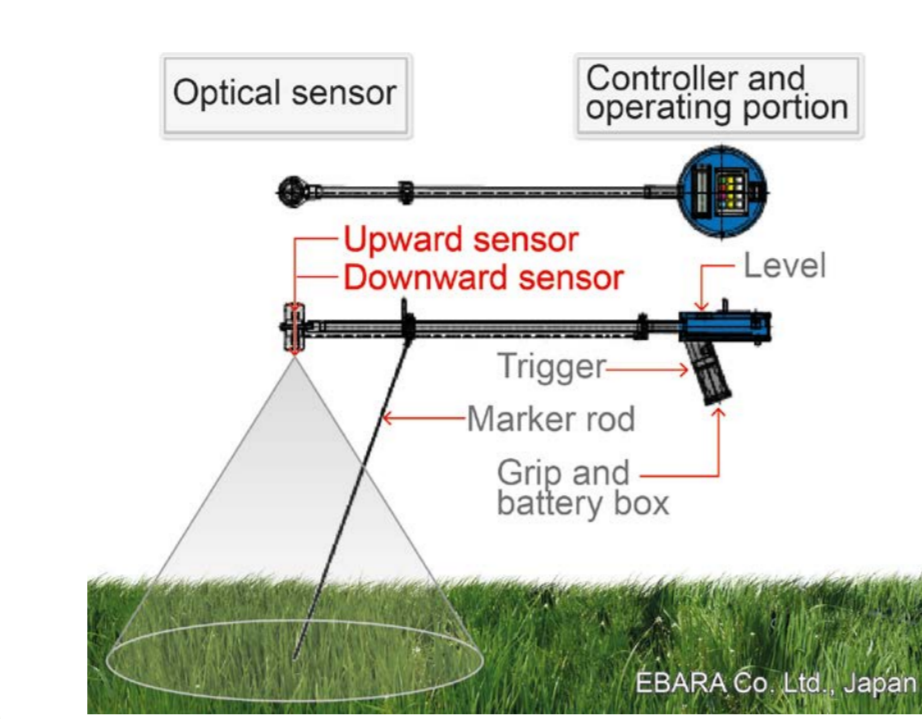 Optical sensor
Controller and
operating portion
Upward sensor
Downward sensor
Level
Trigger
Marker rod
Grip and
battery box
EBARA Co. Ltd., Japan